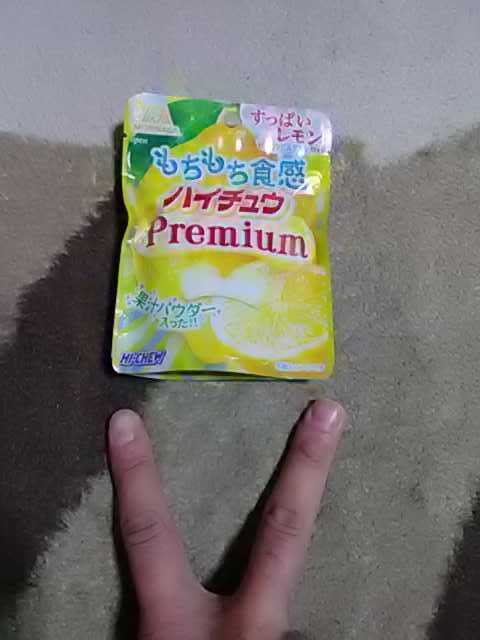 すっぱい
レモン
もちもち食感
ハイチュウ
Premium
果汁パウダー
入った!!
HI-CHEW